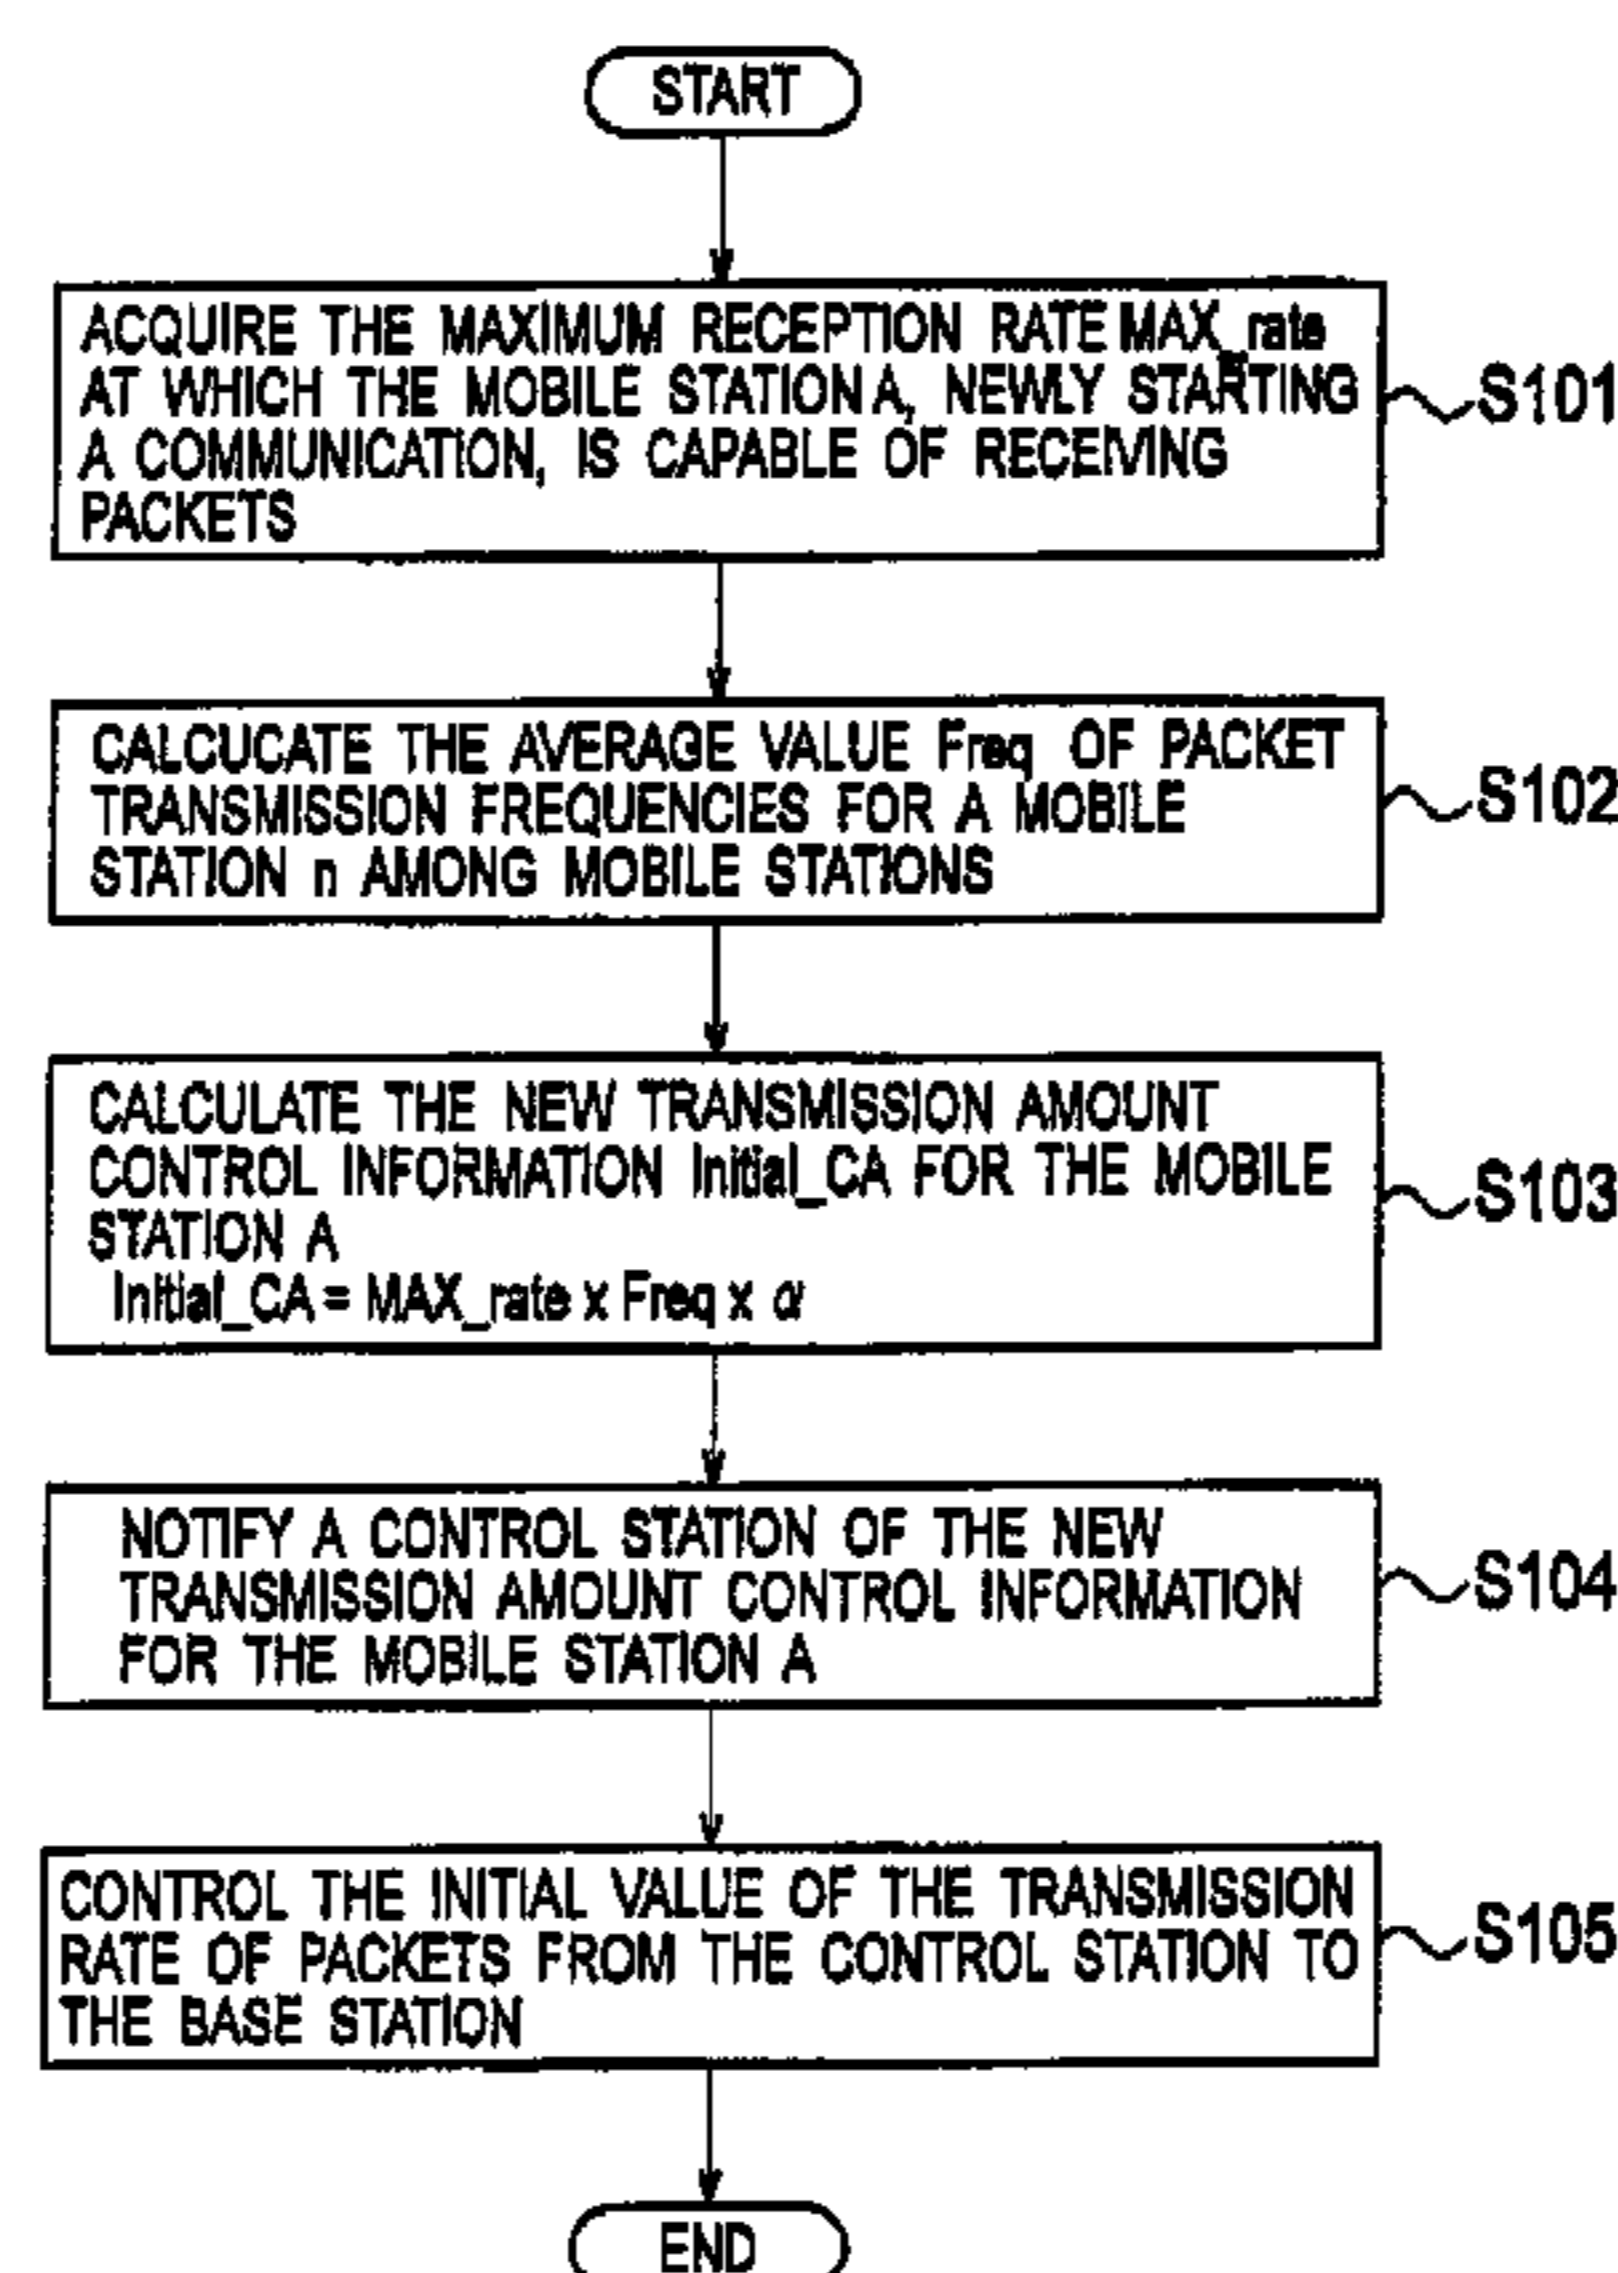 START
ACQUIRE THE MAXIMUM RECEPTION RATE MAX_rate
AT WHICH THE MOBILE STATION A, NEWLY STARTING
A COMMUNICATION, IS CAPABLE OF RECEIVING
PACKETS
S101
CALCUCATE THE AVERAGE VALUE Freq OF PACKET
TRANSMISSION FREQUENCIES FOR A MOBILE
STATION n AMONG MOBILE STATIONS
S102
CALCULATE THE NEW TRANSMISSION AMOUNT
CONTROL INFORMATION Initial_CA FOR THE MOBILE
STATION A
Initial_CA = MAX_rate x Freq x α
S103
NOTIFY A CONTROL STATION OF THE NEW
TRANSMISSION AMOUNT CONTROL INFORMATION
FOR THE MOBILE STATION A
S104
CONTROL THE INITIAL VALUE OF THE TRANSMISSION
RATE OF PACKETS FROM THE CONTROL STATION TO
THE BASE STATION
S105
END